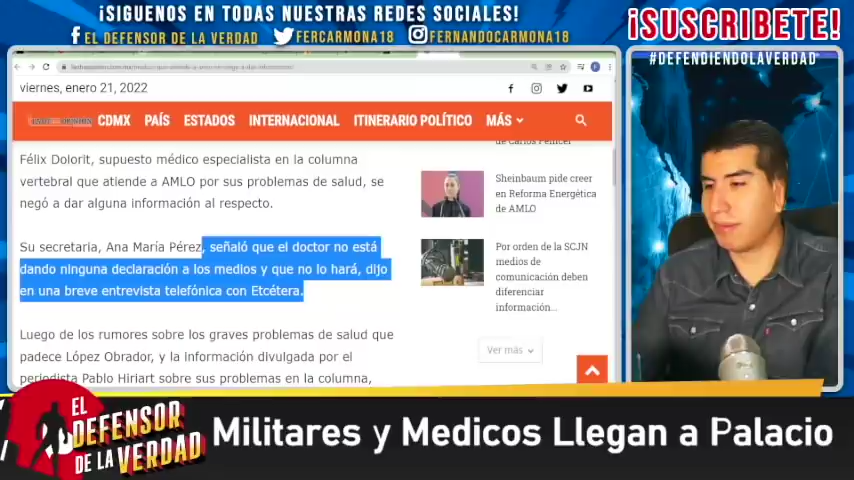 ¡SIGUENOS EN TODAS NUESTRAS REDES SOCIALES!
EL DEFENSOR DE LA VERDAD
FERCARMONA18
FERNANDOCARMONA18
¡SUSCRIBETE!
#DEFENDIENDOLAVERDAD
viernes, enero 21, 2022
CDMX PAÍS ESTADOS INTERNACIONAL ITINERARIO POLÍTICO MÁS
Félix Dolorit, supuesto médico especialista en la columna
vertebral que atiende a AMLO por sus problemas de salud, se
negó a dar alguna información al respecto.
Su secretaria, Ana María Pérez, señaló que el doctor no está
dando ninguna declaración a los medios y que no lo hará, dijo
en una breve entrevista telefónica con Etcétera.
Luego de los rumores sobre los graves problemas de salud que
padece López Obrador, y la información divulgada por el
periodista Pablo Hiriart sobre sus problemas en la columna,
de Carlos Pellicer
Sheinbaum pide creer
en Reforma Energética
de AMLO
Por orden de la SCJN
medios de
comunicación deben
diferenciar
información...
Ver más
EL
DEFENSOR
DE LA VERDAD
Militares y Medicos Llegan a Palacio